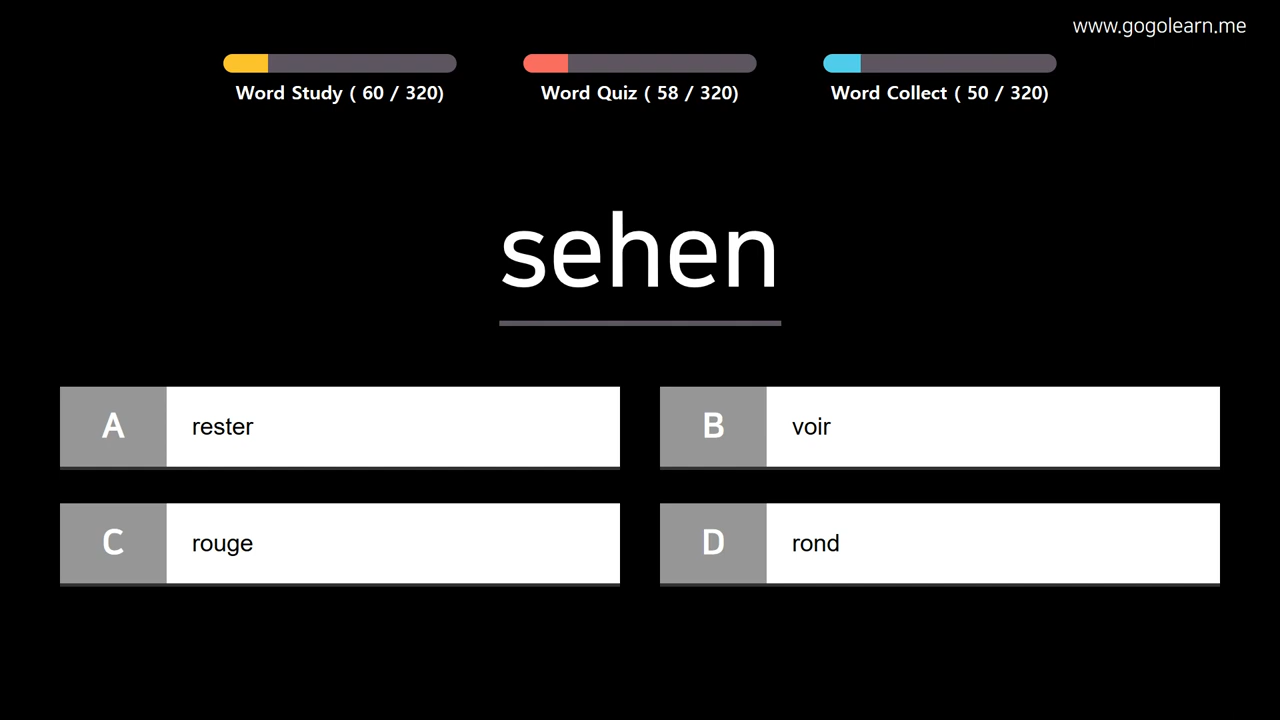 www.gogolearn.me
Word Study ( 60 / 320)
Word Quiz ( 58 / 320)
Word Collect ( 50 / 320)
sehen
A rester
B voir
C rouge
D rond